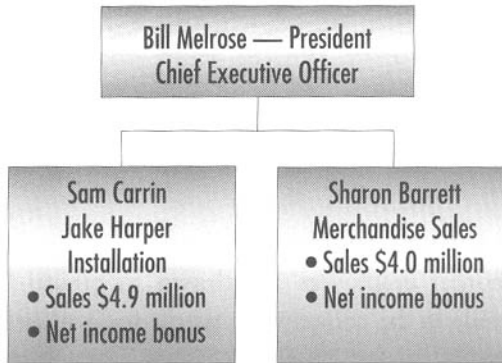 Bill Melrose — President
Chief Executive Officer
Sam Carrin
Jake Harper
Installation
• Sales $4.9 million
• Net income bonus
Sharon Barrett
Merchandise Sales
• Sales $4.0 million
• Net income bonus